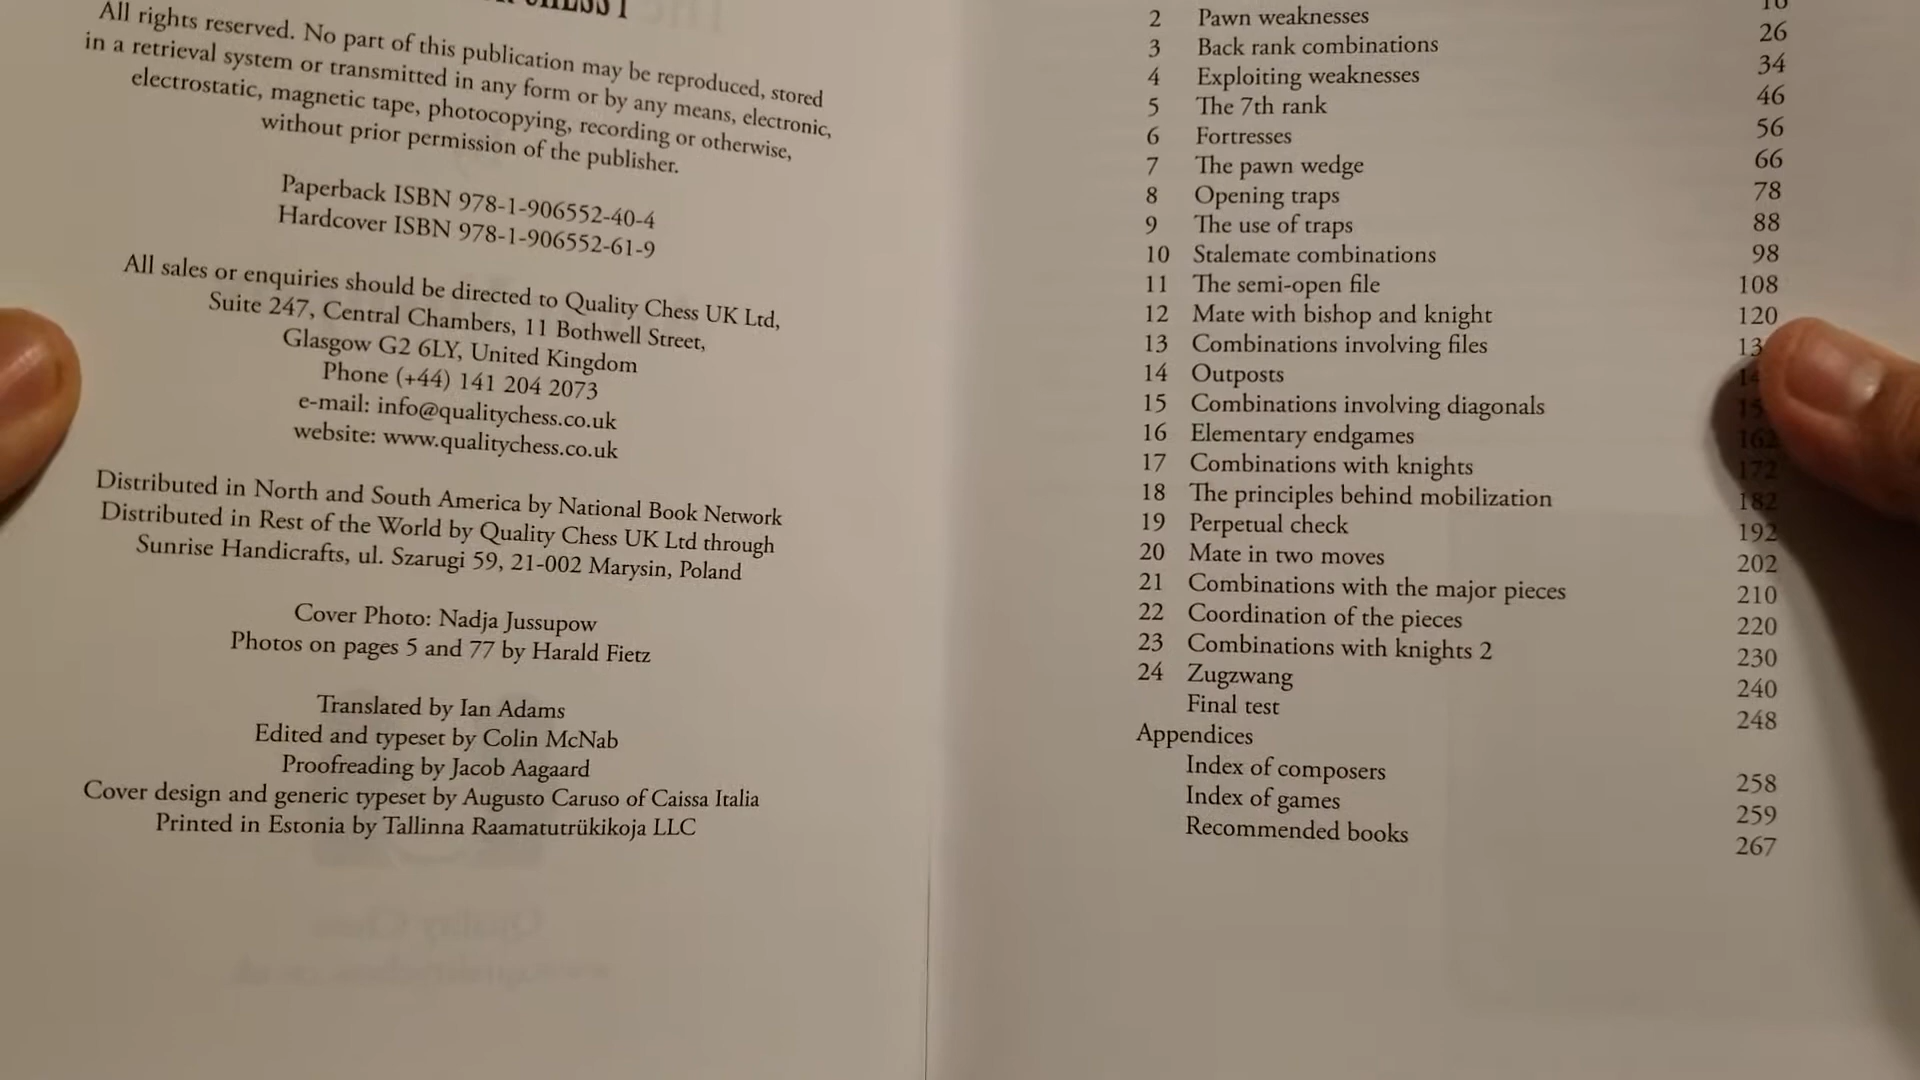 CHESS 1
All rights reserved. No part of this publication may be reproduced, stored
in a retrieval system or transmitted in any form or by any means, electronic,
electrostatic, magnetic tape, photocopying, recording or otherwise,
without prior permission of the publisher.
Paperback ISBN 978-1-906552-40-4
Hardcover ISBN 978-1-906552-61-9
All sales or enquiries should be directed to Quality Chess UK Ltd,
Suite 247, Central Chambers, 11 Bothwell Street,
Glasgow G2 6LY, United Kingdom
Phone (+44) 141 204 2073
e-mail: info@qualitychess.co.uk
website: www.qualitychess.co.uk
Distributed in North and South America by National Book Network
Distributed in Rest of the World by Quality Chess UK Ltd through
Sunrise Handicrafts, ul. Szarugi 59, 21-002 Marysin, Poland
Cover Photo: Nadja Jussupow
Photos on pages 5 and 77 by Harald Fietz
Translated by Ian Adams
Edited and typeset by Colin McNab
Proofreading by Jacob Aagaard
Cover design and generic typeset by Augusto Caruso of Caissa Italia
Printed in Estonia by Tallinna Raamatutrükikoja LLC
2 Pawn weaknesses 16
3 Back rank combinations 26
4 Exploiting weaknesses 34
5 The 7th rank 46
6 Fortresses 56
7 The pawn wedge 66
8 Opening traps 78
9 The use of traps 88
10 Stalemate combinations 98
11 The semi-open file 108
12 Mate with bishop and knight 120
13 Combinations involving files
14 Outposts
15 Combinations involving diagonals
16 Elementary endgames 162
17 Combinations with knights 172
18 The principles behind mobilization 182
19 Perpetual check 192
20 Mate in two moves 202
21 Combinations with the major pieces 210
22 Coordination of the pieces 220
23 Combinations with knights 2 230
24 Zugzwang 240
Final test 248
Appendices
Index of composers 258
Index of games 259
Recommended books 267